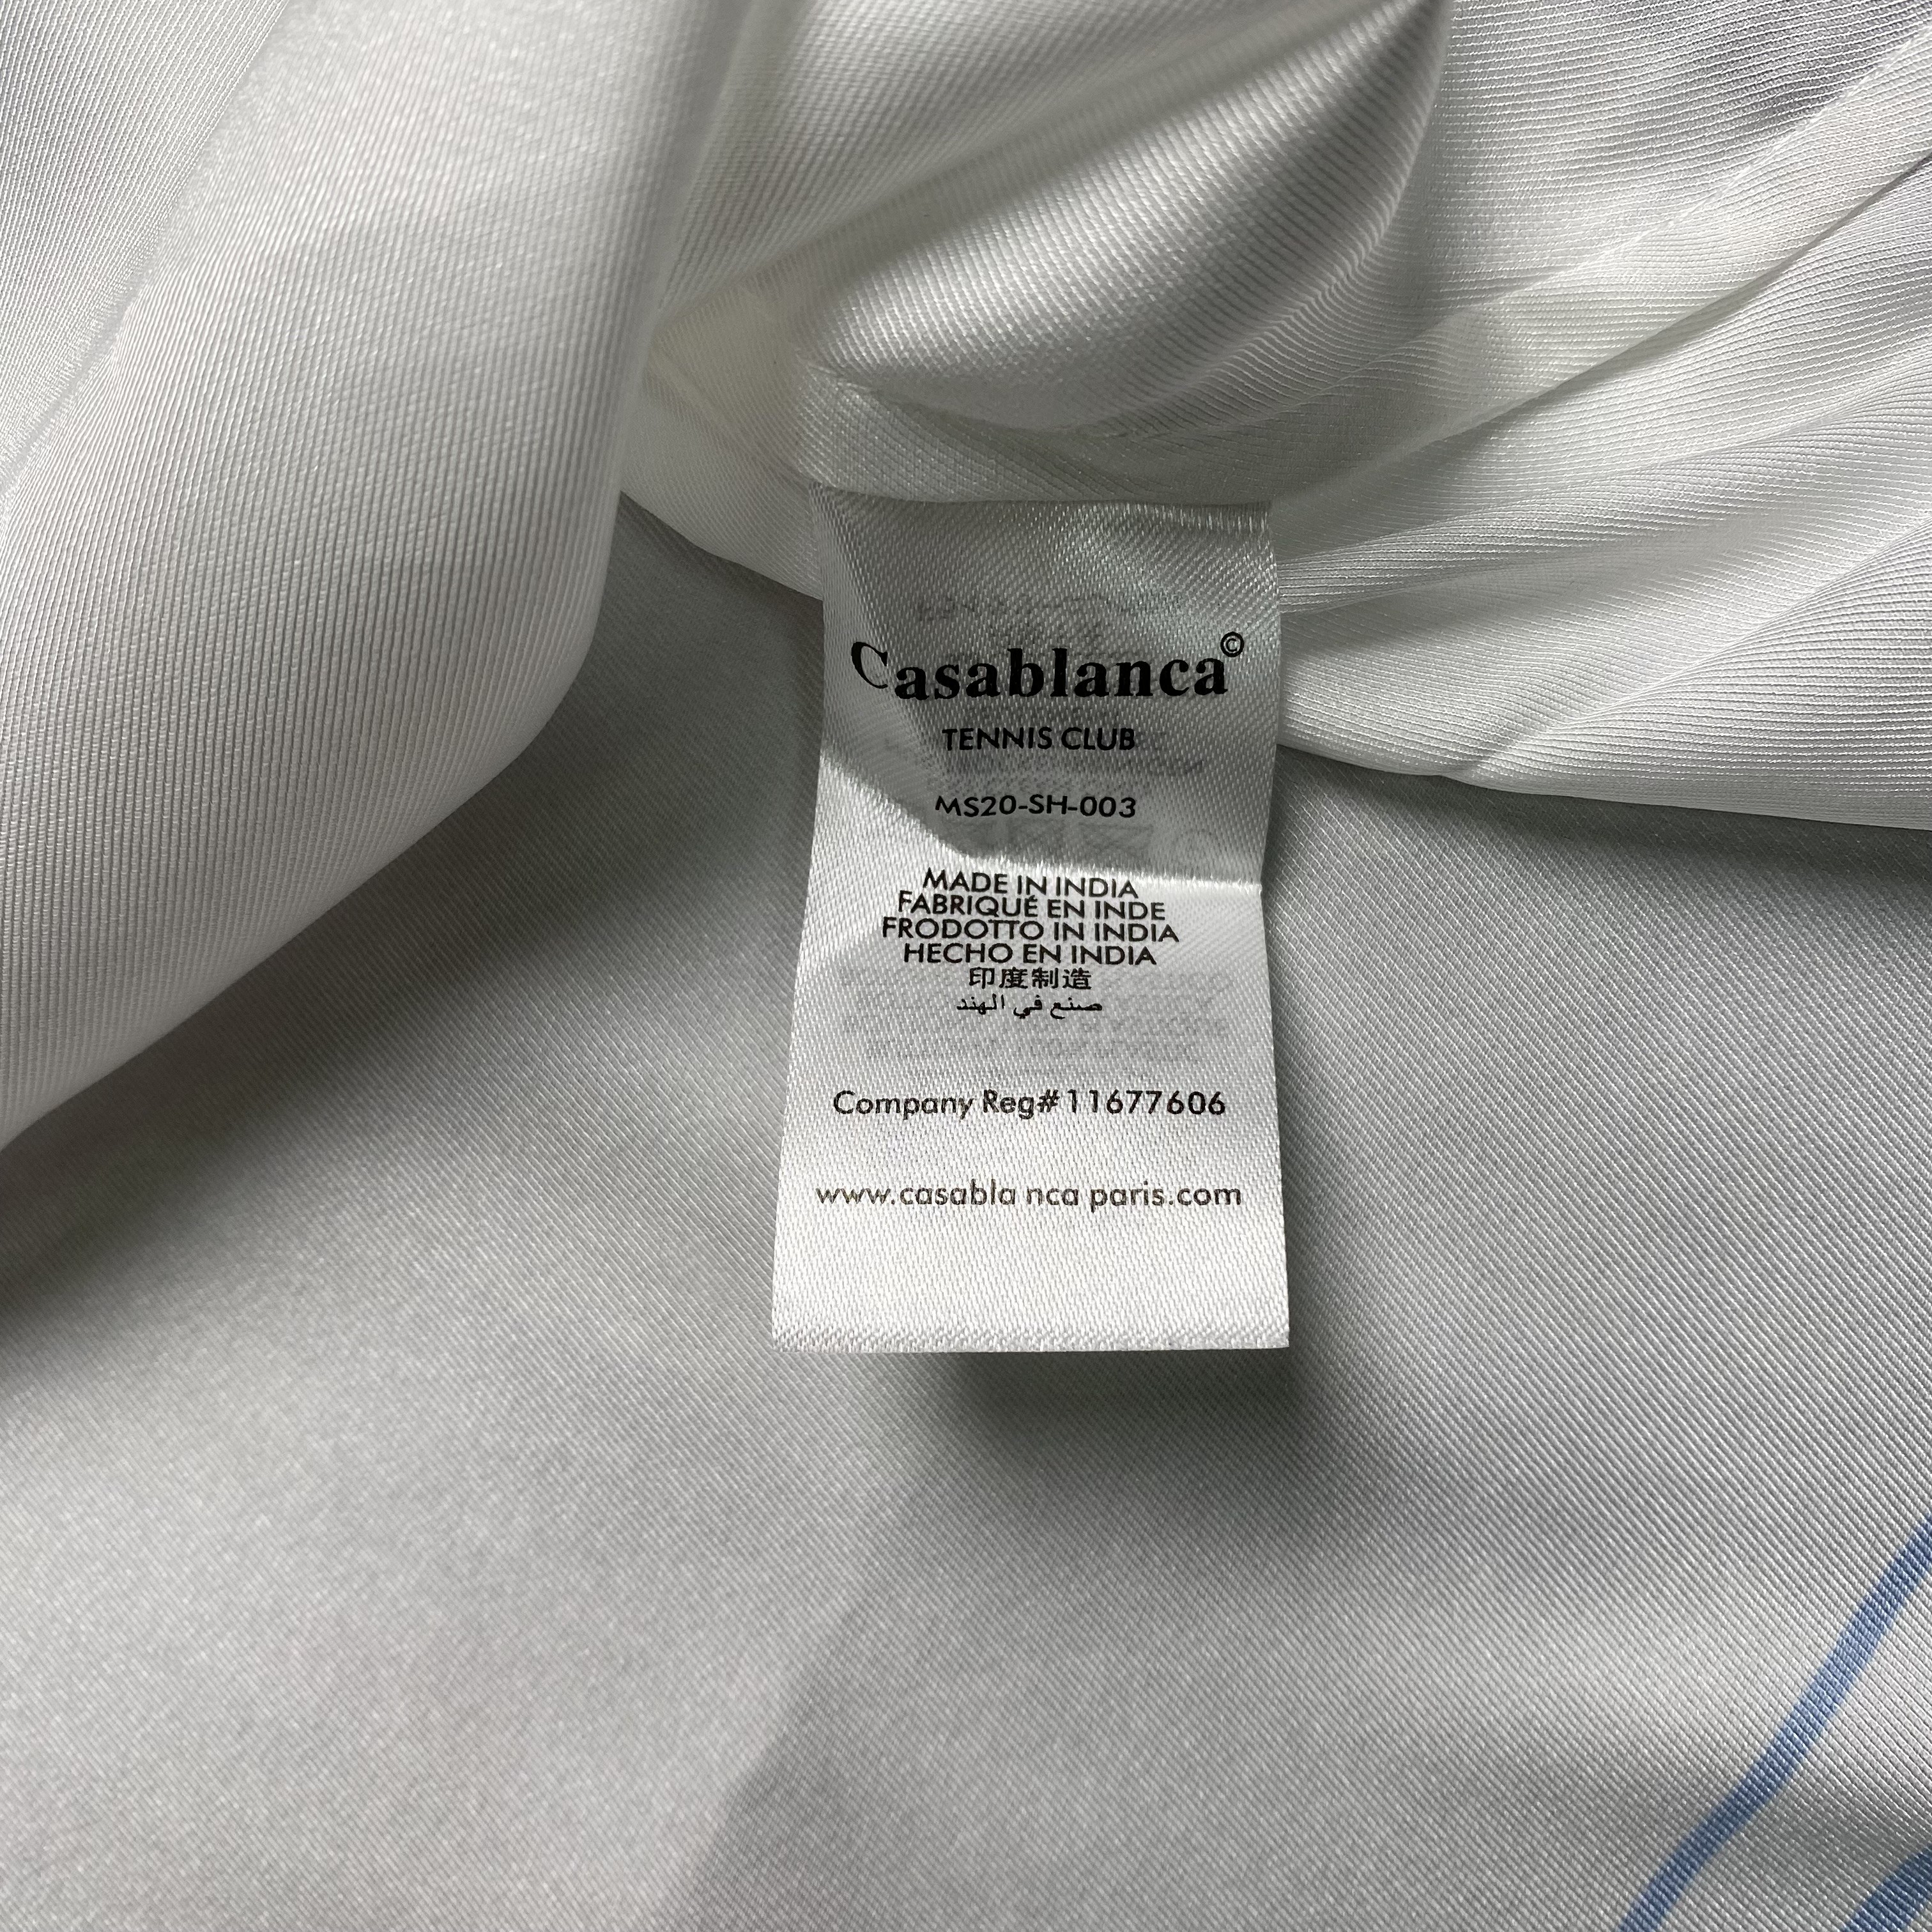 Casablanca©
TENNIS CLUB
MS20-SH-003
MADE IN INDIA
FABRIQUÉ EN INDE
FRODOTTO IN INDIA
HECHO EN INDIA
印度制造
صنع في الهند
Company Reg#11677606
www.casabla nca paris.com